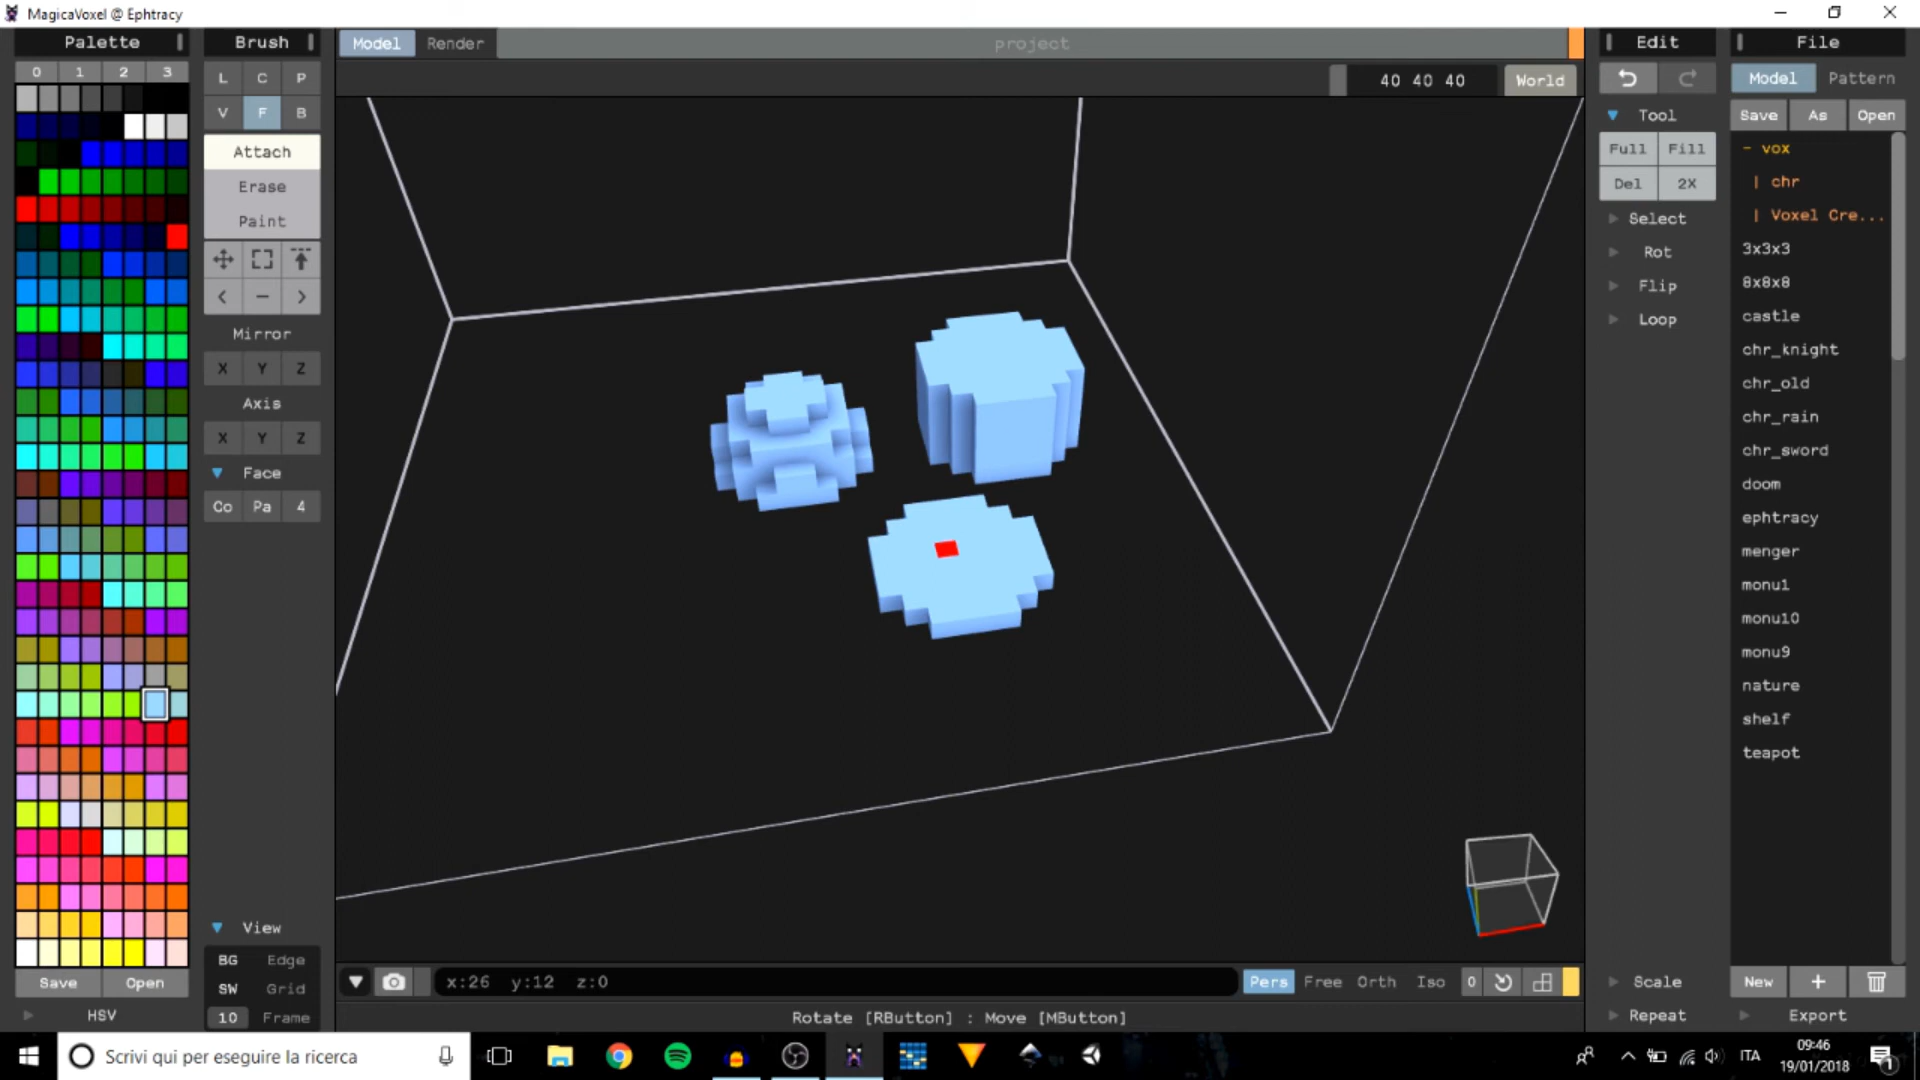 MagicaVoxel @ Ephtracy
Palette
0 1 2 3
Save Open
HSV
Brush
L C P
V F B
Attach
Erase
Paint
< - >
Mirror
X Y Z
Axis
X Y Z
Face
Co Pa 4
View
BG Edge
SW Grid
10 Frame
Model Render project
40 40 40 World
x:26 y:12 z:0
Pers Free Orth Iso 0
Rotate [RButton] : Move [MButton]
Edit
Tool
Full Fill
Del 2X
Select
Rot
Flip
Loop
Scale
Repeat
File
Model Pattern
Save As Open
- vox
| chr
| Voxel Cre...
3x3x3
8x8x8
castle
chr_knight
chr_old
chr_rain
chr_sword
doom
ephtracy
menger
monu1
monu10
monu9
nature
shelf
teapot
New +
Export
Scrivi qui per eseguire la ricerca
ITA
09:46
19/01/2018
1